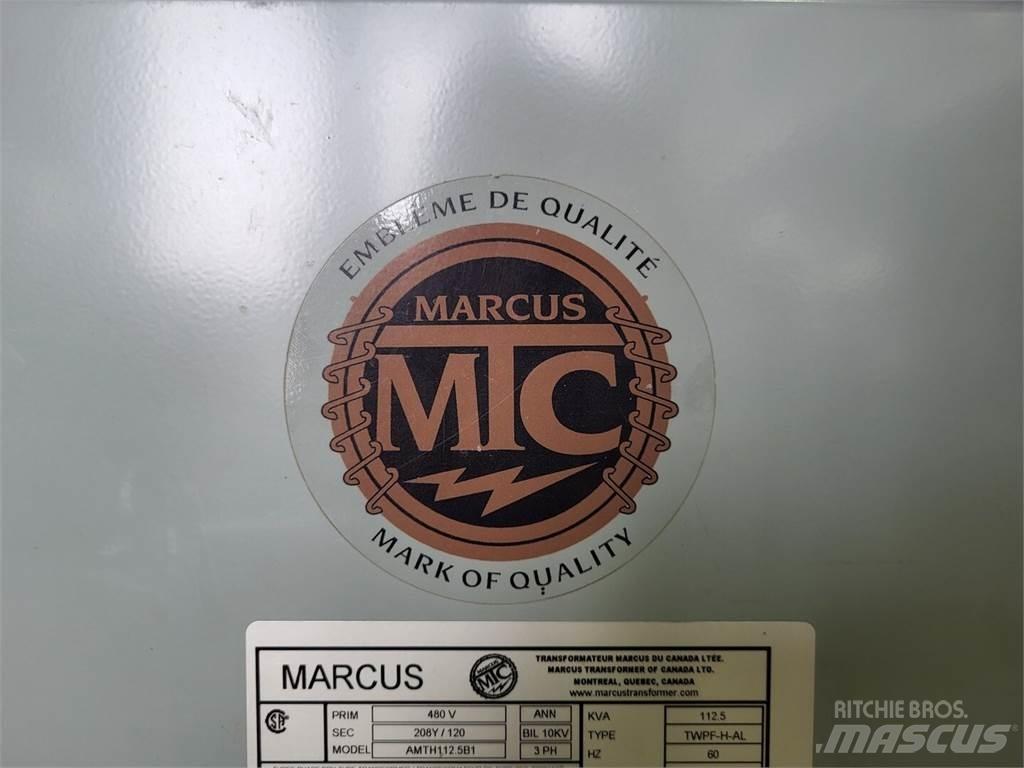 EMBLÈME DE QUALITÉ
MARCUS
MTC
MARK OF QUALITY
MARCUS
MARCUS
MTC
TRANSFORMATEUR MARCUS DU CANADA LTÉE.
MARCUS TRANSFORMER OF CANADA LTD.
MONTREAL, QUEBEC, CANADA
www.marcustransformer.com
PRIM 480 V ANN KVA 112.5
SEC 208Y / 120 BIL 10KV TYPE TWPF-H-AL
MODEL AMTH112.5B1 3 PH HZ 60
RITCHIE BROS.
MASCUS